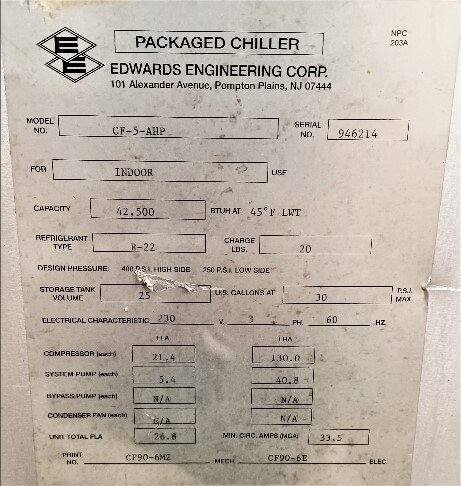 NPC
203A
EE
PACKAGED CHILLER
EDWARDS ENGINEERING CORP.
101 Alexander Avenue, Pompton Plains, NJ 07444
MODEL NO. CF-5-AHP SERIAL NO. 946214
FOR INDOOR USE
CAPACITY 42,500 BTUH AT 45°F LWT
REFRIGERANT TYPE R-22 CHARGE LBS. 20
DESIGN PRESSURE: 400 P.S.I. HIGH SIDE 250 P.S.I. LOW SIDE
STORAGE TANK VOLUME 25 U.S. GALLONS AT 30 P.S.I. MAX
ELECTRICAL CHARACTERISTIC 230 V. 3 PH. 60 HZ.
FLA LRA
COMPRESSOR (each) 21.4 130.0
SYSTEM PUMP (each) 5.4 40.8
BYPASS PUMP (each) N/A N/A
CONDENSER FAN (each) N/A N/A
UNIT TOTAL FLA 26.8 MIN. CIRC. AMPS (MCA) 33.5
PRINT NO. CF90-6M2 MECH. CF90-6E ELEC.